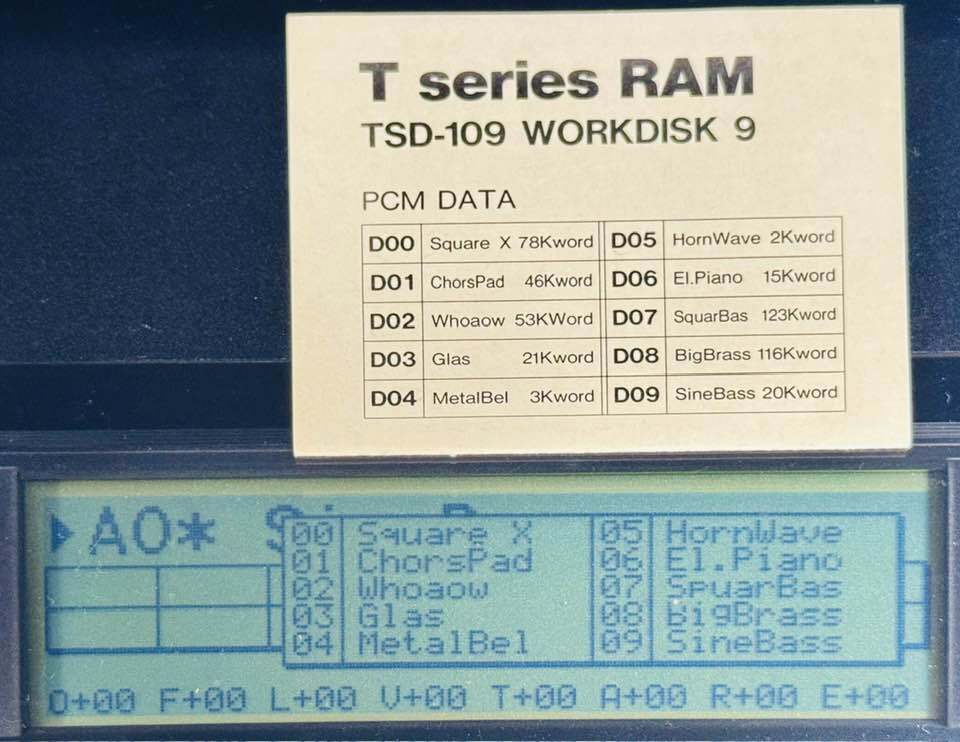 T series RAM
TSD-109 WORKDISK 9
PCM DATA
D00 Square X 78Kword D05 HornWave 2Kword
D01 ChorsPad 46Kword D06 El.Piano 15Kword
D02 Whoaow 53KWord D07 SquarBas 123Kword
D03 Glas 21Kword D08 BigBrass 116Kword
D04 MetalBel 3Kword D09 SineBass 20Kword
A0*
00 Square X 05 HornWave
01 ChorsPad 06 El.Piano
02 Whoaow 07 SpuarBas
03 Glas 08 bigBrass
04 MetalBel 09 SineBass
O+00 F+00 L+00 V+00 T+00 A+00 R+00 E+00